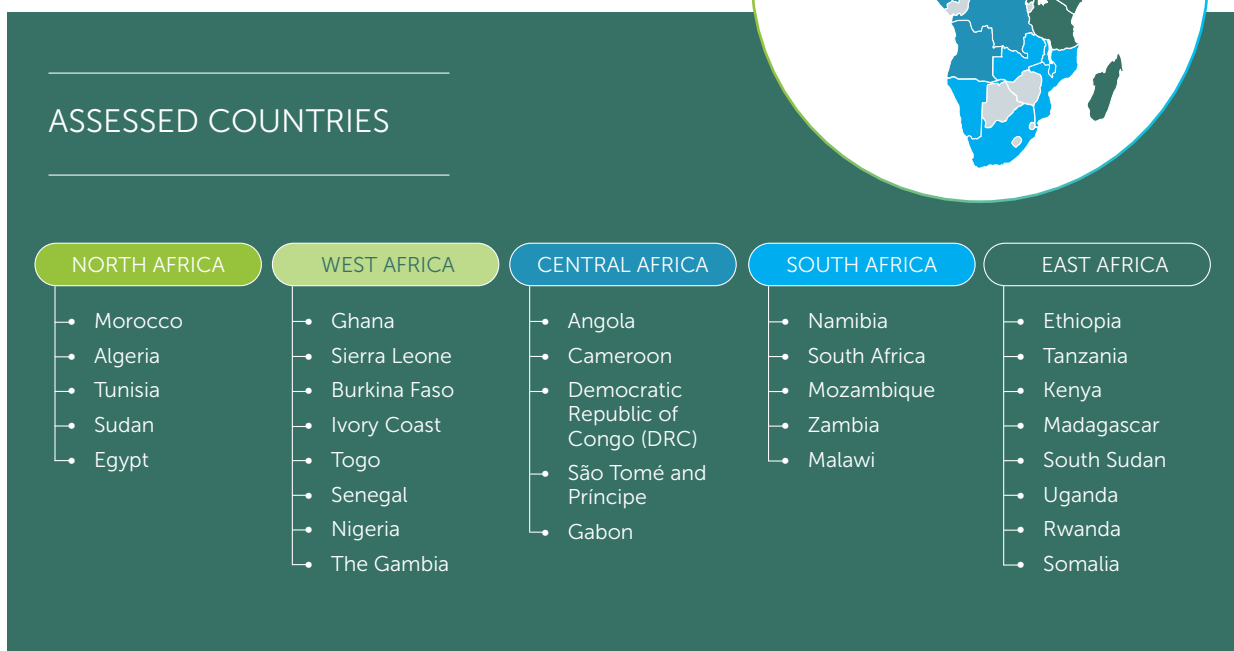 ASSESSED COUNTRIES
NORTH AFRICA
Morocco
Algeria
Tunisia
Sudan
Egypt
WEST AFRICA
Ghana
Sierra Leone
Burkina Faso
Ivory Coast
Togo
Senegal
Nigeria
The Gambia
CENTRAL AFRICA
Angola
Cameroon
Democratic
Republic of
Congo (DRC)
São Tomé and
Príncipe
Gabon
SOUTH AFRICA
Namibia
South Africa
Mozambique
Zambia
Malawi
EAST AFRICA
Ethiopia
Tanzania
Kenya
Madagascar
South Sudan
Uganda
Rwanda
Somalia